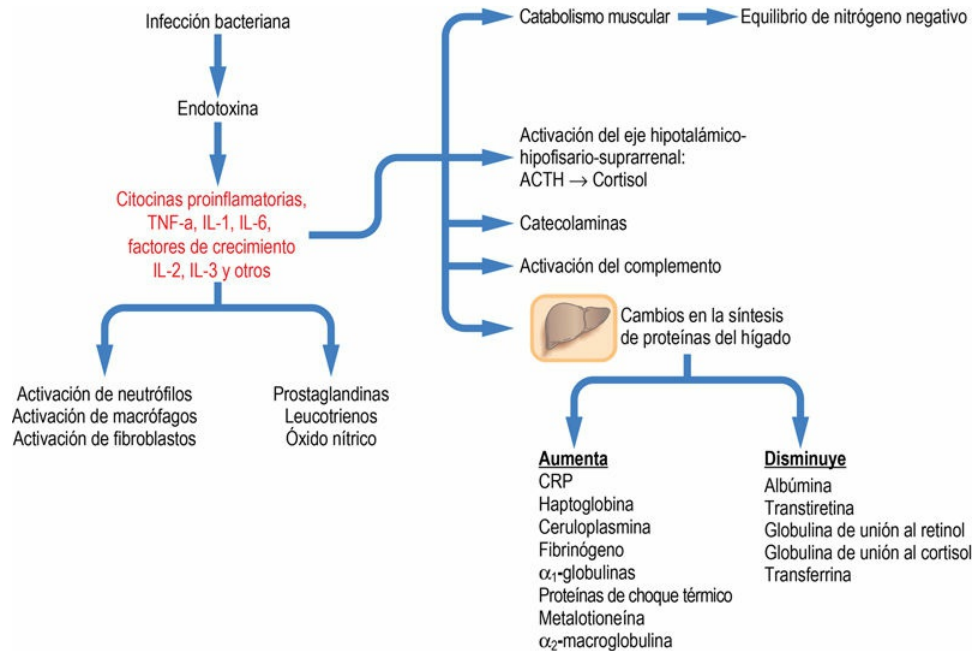 Infección bacteriana
Endotoxina
Citocinas proinflamatorias,
TNF-a, IL-1, IL-6,
factores de crecimiento
IL-2, IL-3 y otros
Activación de neutrófilos
Activación de macrófagos
Activación de fibroblastos
Prostaglandinas
Leucotrienos
Óxido nítrico
Catabolismo muscular
Equilibrio de nitrógeno negativo
Activación del eje hipotalámico-
hipofisario-suprarrenal:
ACTH → Cortisol
Catecolaminas
Activación del complemento
Cambios en la síntesis
de proteínas del hígado
Aumenta
CRP
Haptoglobina
Ceruloplasmina
Fibrinógeno
α₁-globulinas
Proteínas de choque térmico
Metalotioneína
α₂-macroglobulina
Disminuye
Albúmina
Transtiretina
Globulina de unión al retinol
Globulina de unión al cortisol
Transferrina